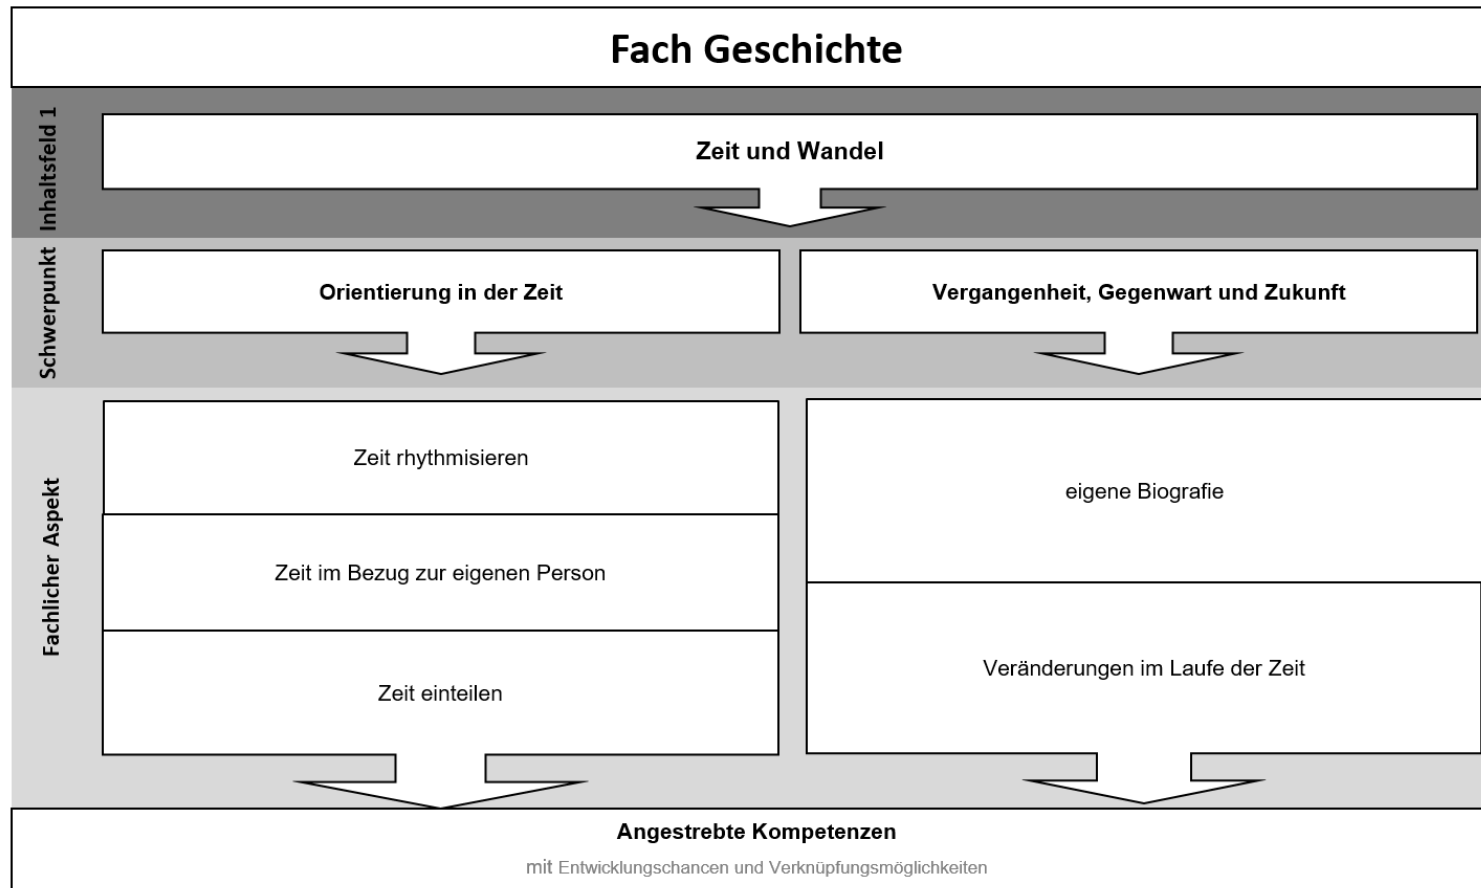 Fach Geschichte
Inhaltsfeld 1
Zeit und Wandel
Schwerpunkt
Orientierung in der Zeit
Vergangenheit, Gegenwart und Zukunft
Fachlicher Aspekt
Zeit rhythmisieren
Zeit im Bezug zur eigenen Person
Zeit einteilen
eigene Biografie
Veränderungen im Laufe der Zeit
Angestrebte Kompetenzen
mit Entwicklungschancen und Verknüpfungsmöglichkeiten